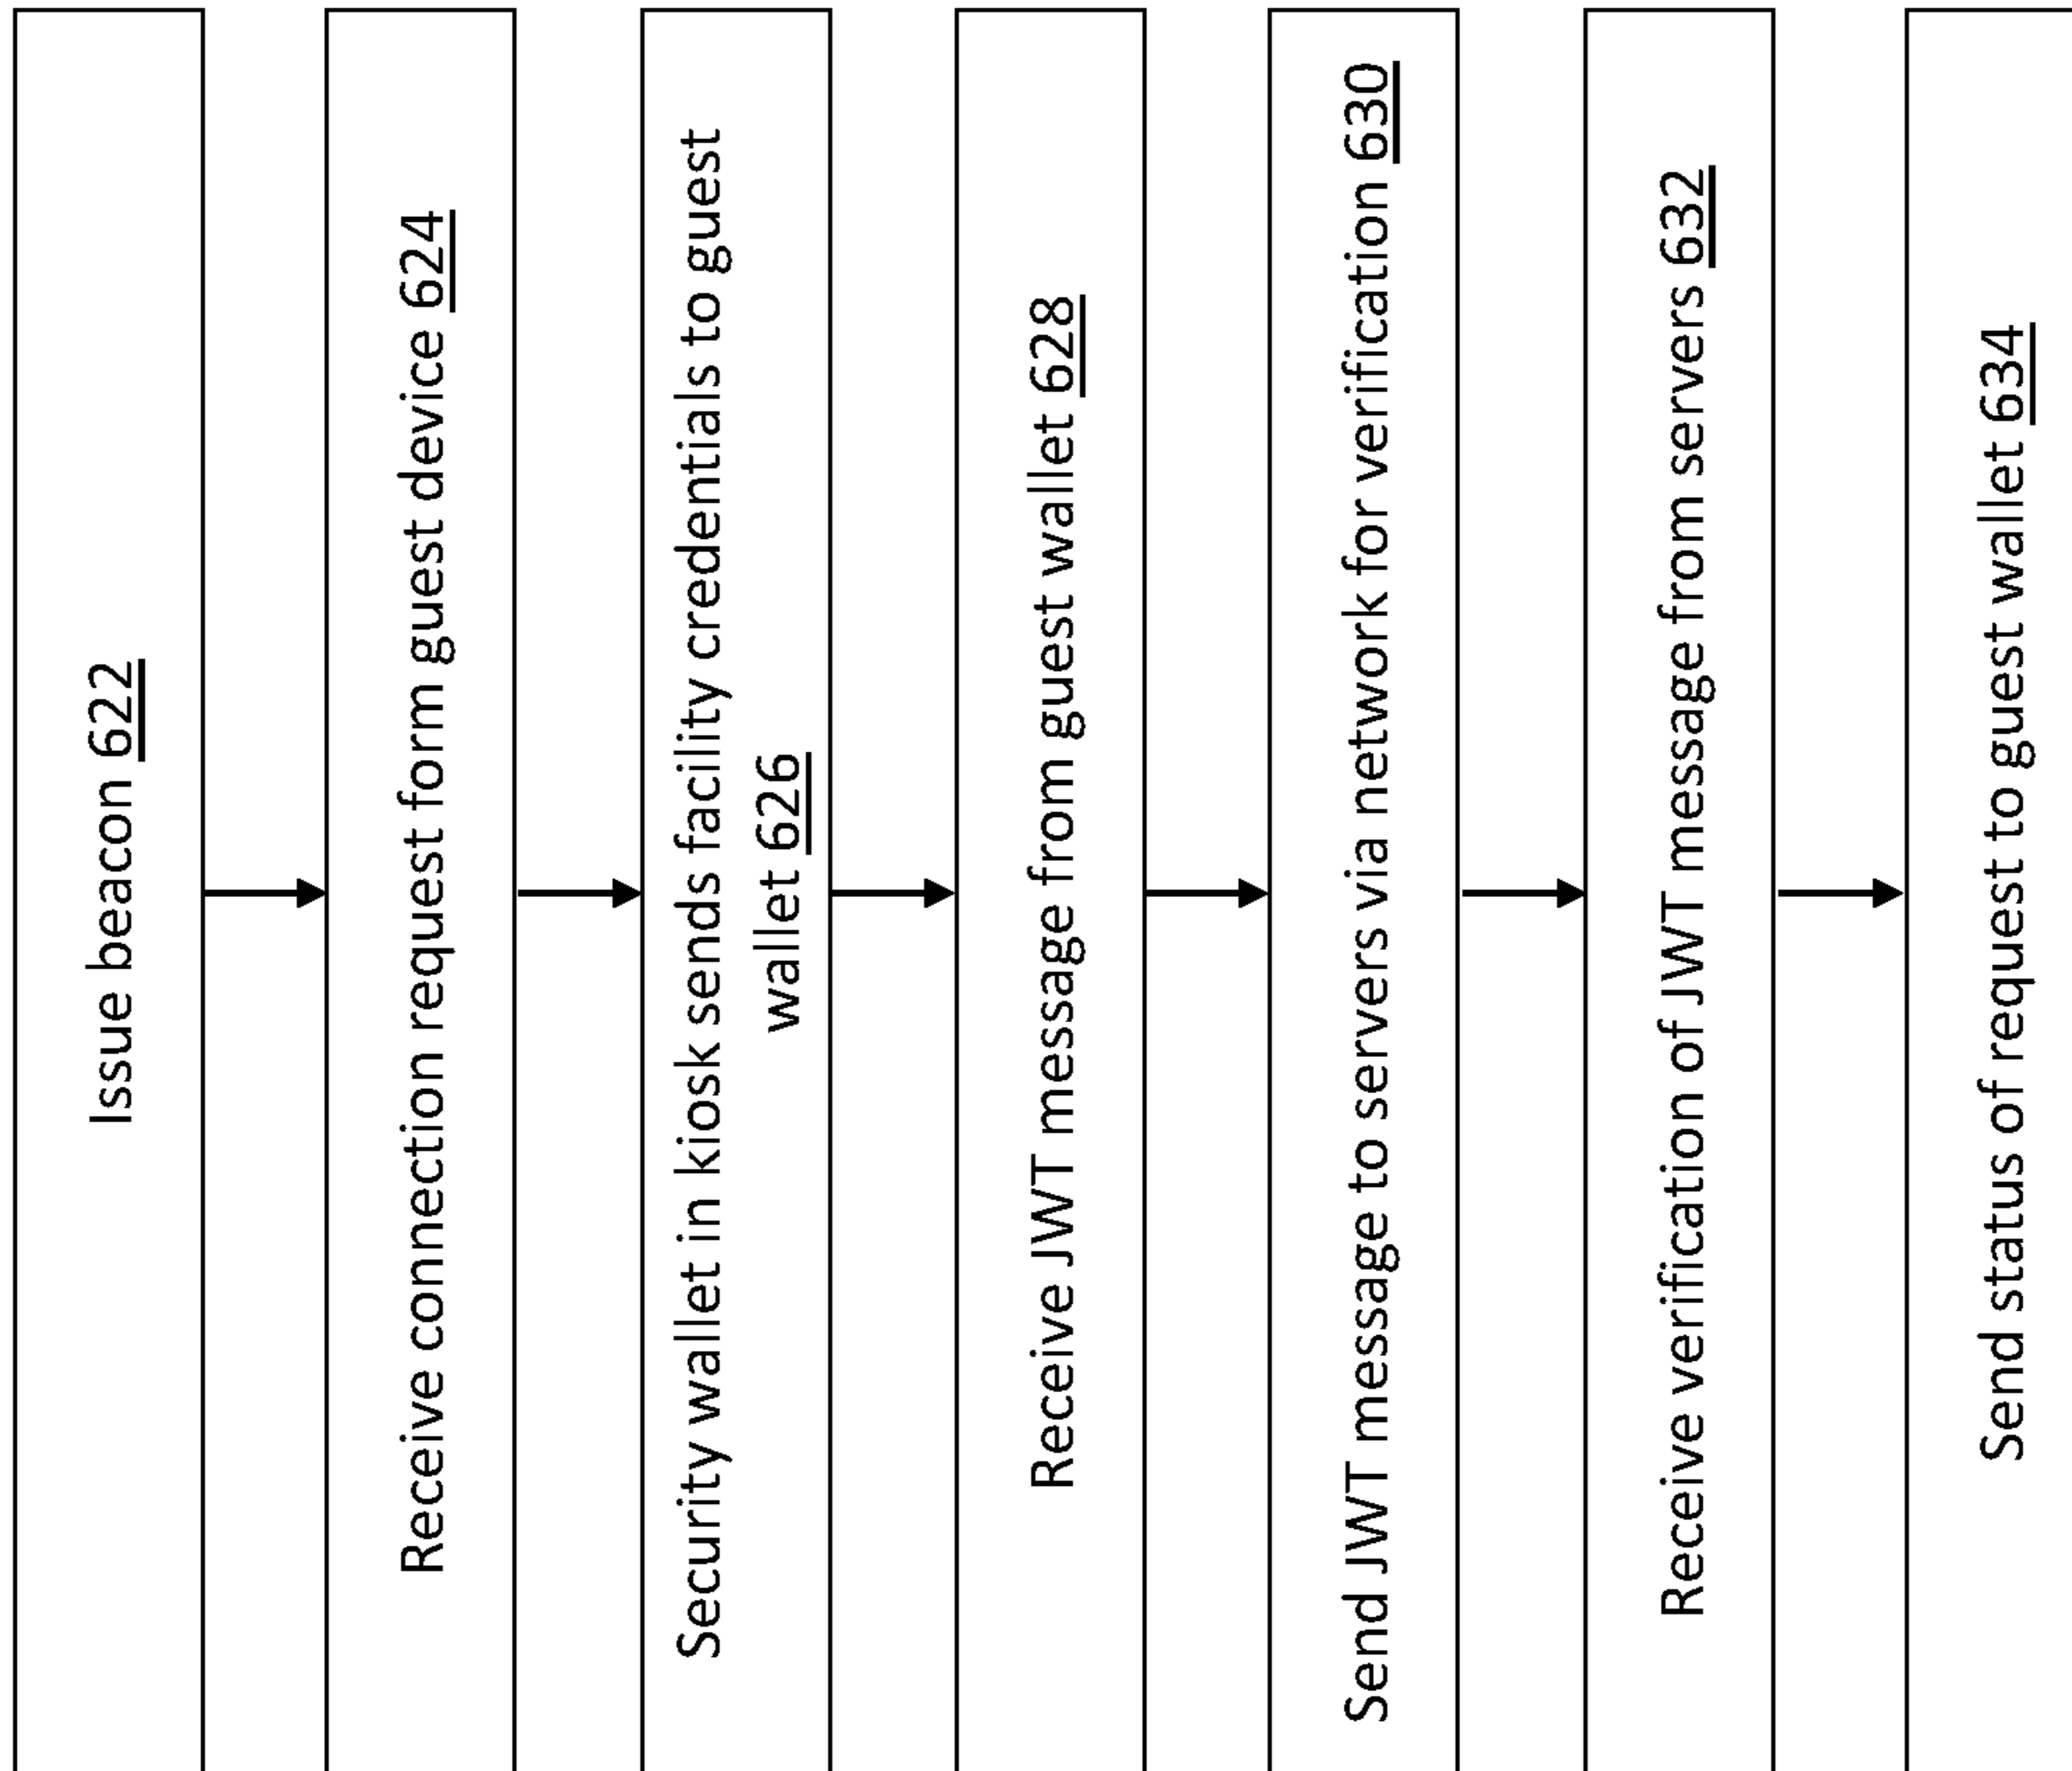 Issue beacon 622
Receive connection request form guest device 624
Security wallet in kiosk sends facility credentials to guest
wallet 626
Receive JWT message from guest wallet 628
Send JWT message to servers via network for verification 630
Receive verification of JWT message from servers 632
Send status of request to guest wallet 634